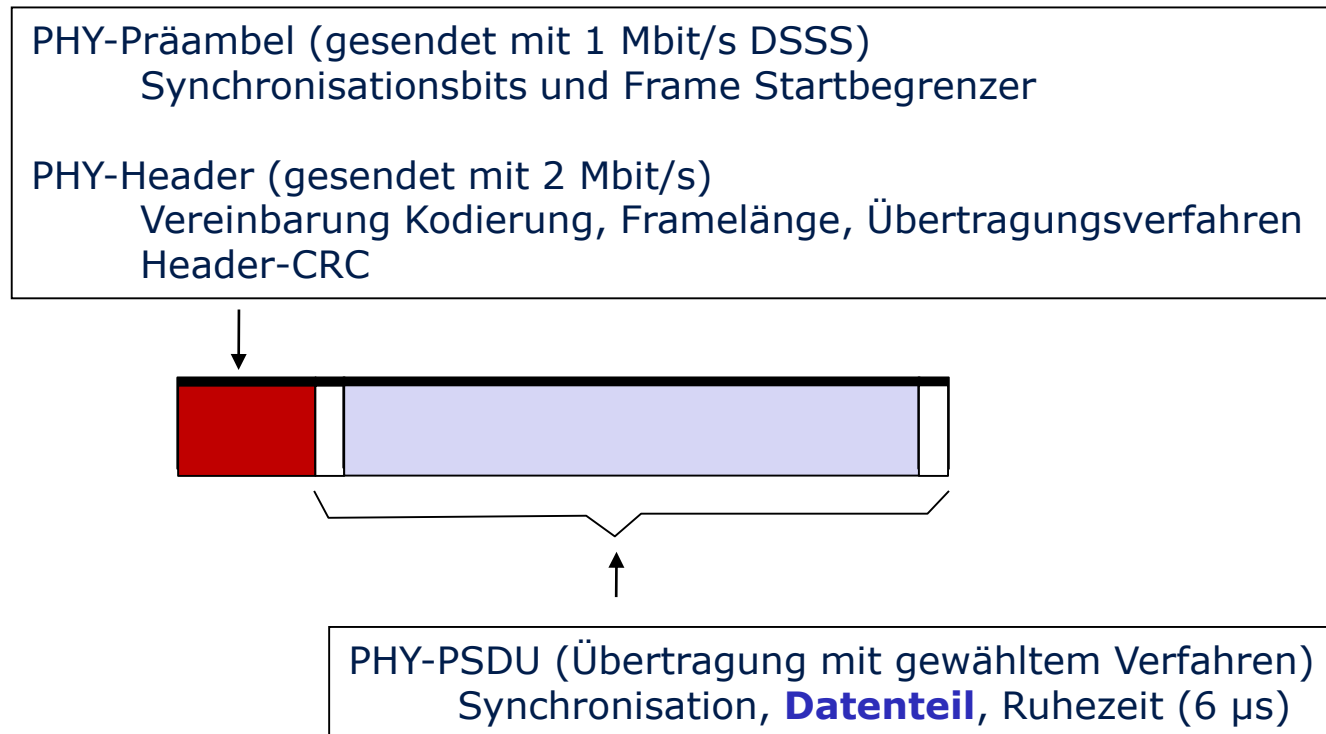 PHY-Präambel (gesendet mit 1 Mbit/s DSSS)
Synchronisationsbits und Frame Startbegrenzer
PHY-Header (gesendet mit 2 Mbit/s)
Vereinbarung Kodierung, Framelänge, Übertragungsverfahren
Header-CRC
PHY-PSDU (Übertragung mit gewähltem Verfahren)
Synchronisation, Datenteil, Ruhezeit (6 µs)